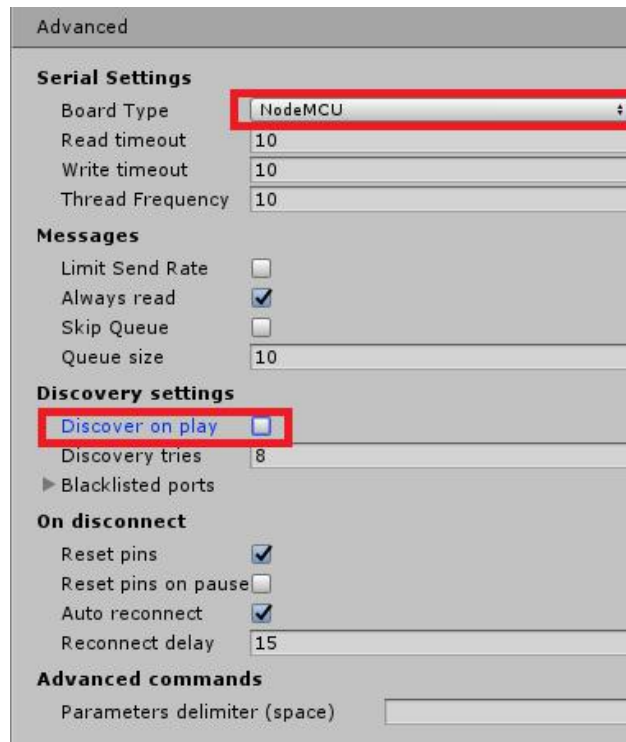 Advanced
Serial Settings
Board Type NodeMCU
Read timeout 10
Write timeout 10
Thread Frequency 10
Messages
Limit Send Rate
Always read
Skip Queue
Queue size 10
Discovery settings
Discover on play
Discovery tries 8
Blacklisted ports
On disconnect
Reset pins
Reset pins on pause
Auto reconnect
Reconnect delay 15
Advanced commands
Parameters delimiter (space)